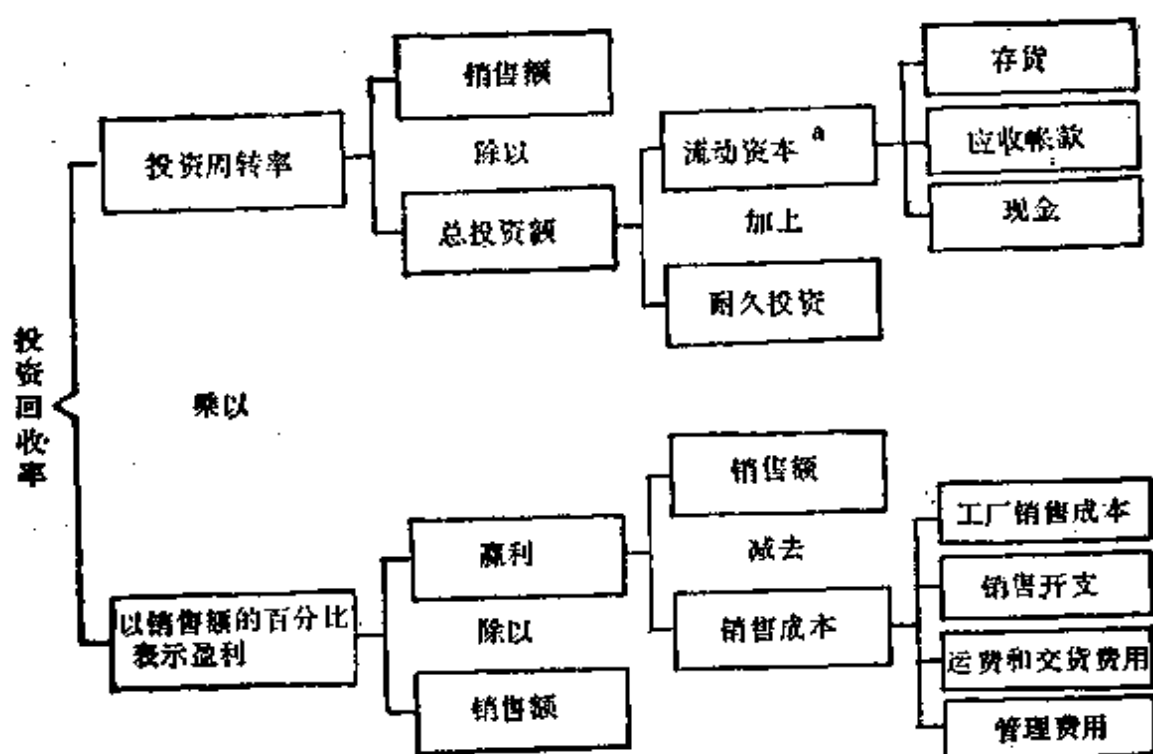 销售额
存货
投资周转率
除以
流动资本 a
应收帐款
总投资额
加上
现金
耐久投资
投资回收率
乘以
销售额
工厂销售成本
赢利
减去
销售开支
以销售额的百分比
表示盈利
除以
销售成本
运费和交货费用
销售额
管理费用